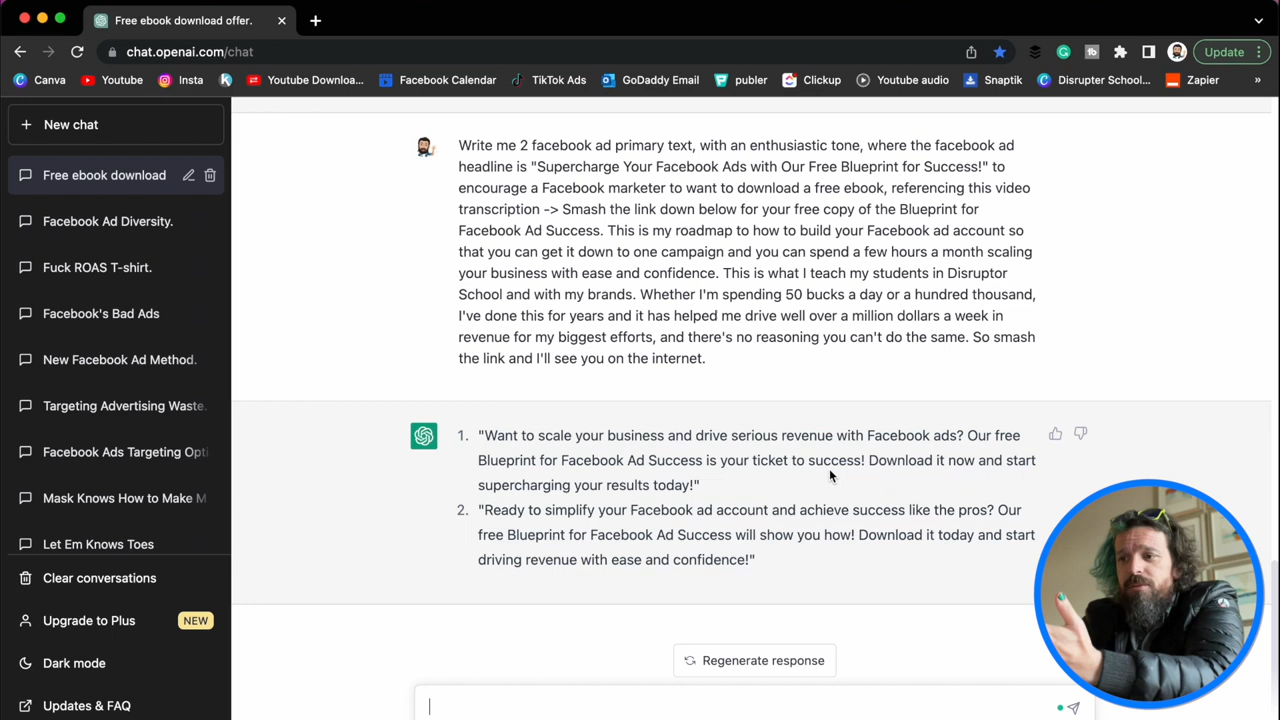 Free ebook download offer.
chat.openai.com/chat
Update
Canva
Youtube
Insta
Youtube Downloa...
Facebook Calendar
TikTok Ads
GoDaddy Email
publer
Clickup
Youtube audio
Snaptik
Disrupter School...
Zapier
»
New chat
Free ebook download
Facebook Ad Diversity.
Fuck ROAS T-shirt.
Facebook's Bad Ads
New Facebook Ad Method.
Targeting Advertising Waste.
Facebook Ads Targeting Opti
Mask Knows How to Make M
Let Em Knows Toes
Clear conversations
Upgrade to Plus
NEW
Dark mode
Updates & FAQ
Write me 2 facebook ad primary text, with an enthusiastic tone, where the facebook ad
headline is "Supercharge Your Facebook Ads with Our Free Blueprint for Success!" to
encourage a Facebook marketer to want to download a free ebook, referencing this video
transcription -> Smash the link down below for your free copy of the Blueprint for
Facebook Ad Success. This is my roadmap to how to build your Facebook ad account so
that you can get it down to one campaign and you can spend a few hours a month scaling
your business with ease and confidence. This is what I teach my students in Disruptor
School and with my brands. Whether I'm spending 50 bucks a day or a hundred thousand,
I've done this for years and it has helped me drive well over a million dollars a week in
revenue for my biggest efforts, and there's no reasoning you can't do the same. So smash
the link and I'll see you on the internet.
1. "Want to scale your business and drive serious revenue with Facebook ads? Our free
Blueprint for Facebook Ad Success is your ticket to success! Download it now and start
supercharging your results today!"
2. "Ready to simplify your Facebook ad account and achieve success like the pros? Our
free Blueprint for Facebook Ad Success will show you how! Download it today and start
driving revenue with ease and confidence!"
Regenerate response